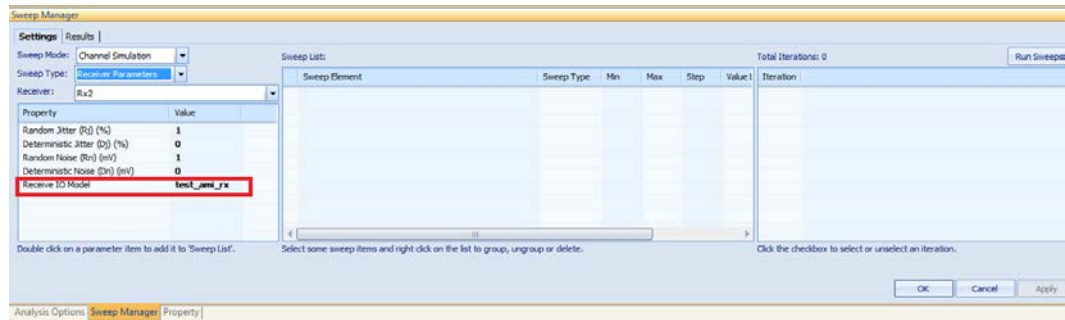 Sweep Manager
Settings Results
Sweep Mode: Channel Simulation
Sweep Type: Receiver Parameters
Receiver: Rx2
Property Value
Random Jitter (Rj) (%) 1
Deterministic Jitter (Dj) (%) 0
Random Noise (Rn) (mV) 1
Deterministic Noise (Dn) (mV) 0
Receive IO Model test_ami_rx
Double click on a parameter item to add it to 'Sweep List'.
Sweep List:
Sweep Element Sweep Type Min Max Step Value L
Select some sweep items and right click on the list to group, ungroup or delete.
Total Iterations: 0
Run Sweeps
Iteration
Click the checkbox to select or unselect an iteration.
OK Cancel Apply
Analysis Options Sweep Manager Property